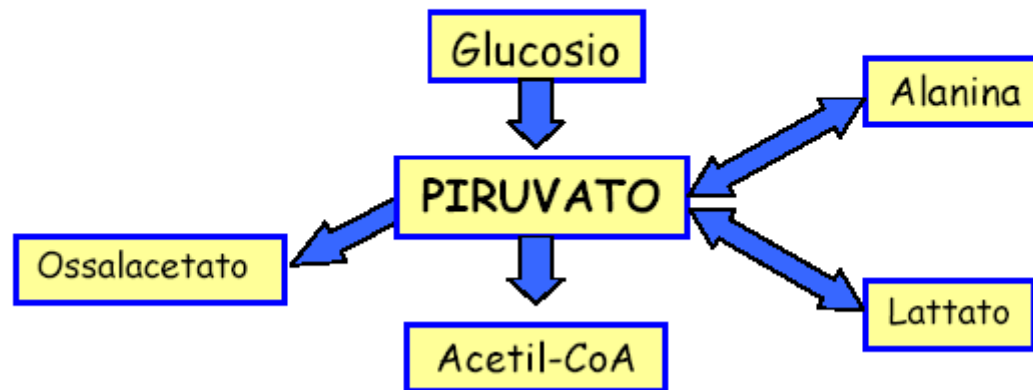 Glucosio
Alanina
PIRUVATO
Ossalacetato
Lattato
Acetil-CoA